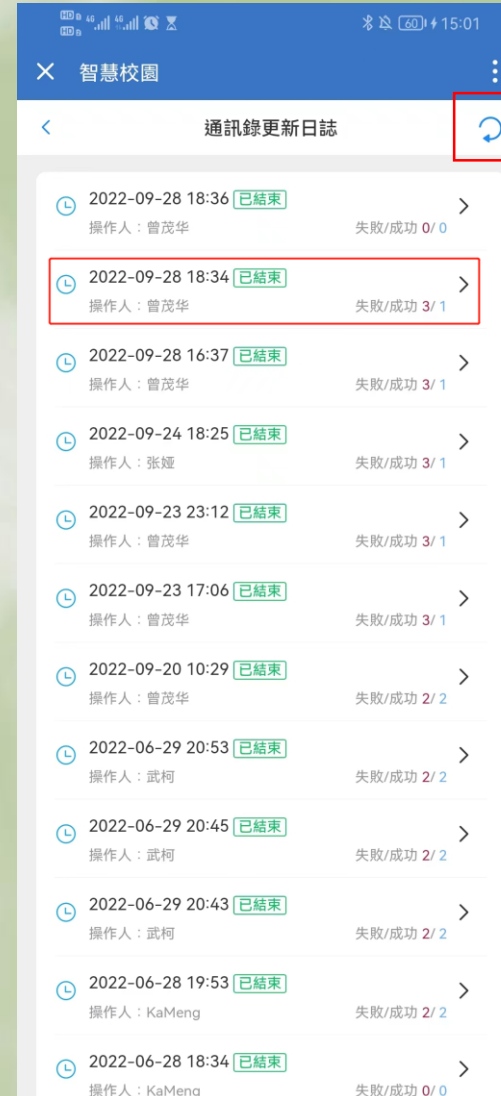 HD 4G 4G 60 15:01
智慧校園
通訊錄更新日誌
2022-09-28 18:36 已結束
操作人：曾茂华 失敗/成功 0/ 0
2022-09-28 18:34 已結束
操作人：曾茂华 失敗/成功 3/ 1
2022-09-28 16:37 已結束
操作人：曾茂华 失敗/成功 3/ 1
2022-09-24 18:25 已結束
操作人：张娅 失敗/成功 3/ 1
2022-09-23 23:12 已結束
操作人：曾茂华 失敗/成功 3/ 1
2022-09-23 17:06 已結束
操作人：曾茂华 失敗/成功 3/ 1
2022-09-20 10:29 已結束
操作人：曾茂华 失敗/成功 2/ 2
2022-06-29 20:53 已結束
操作人：武柯 失敗/成功 2/ 2
2022-06-29 20:45 已結束
操作人：武柯 失敗/成功 2/ 2
2022-06-29 20:43 已結束
操作人：武柯 失敗/成功 2/ 2
2022-06-28 19:53 已結束
操作人：KaMeng 失敗/成功 2/ 2
2022-06-28 18:34 已結束
操作人：KaMeng 失敗/成功 0/ 0